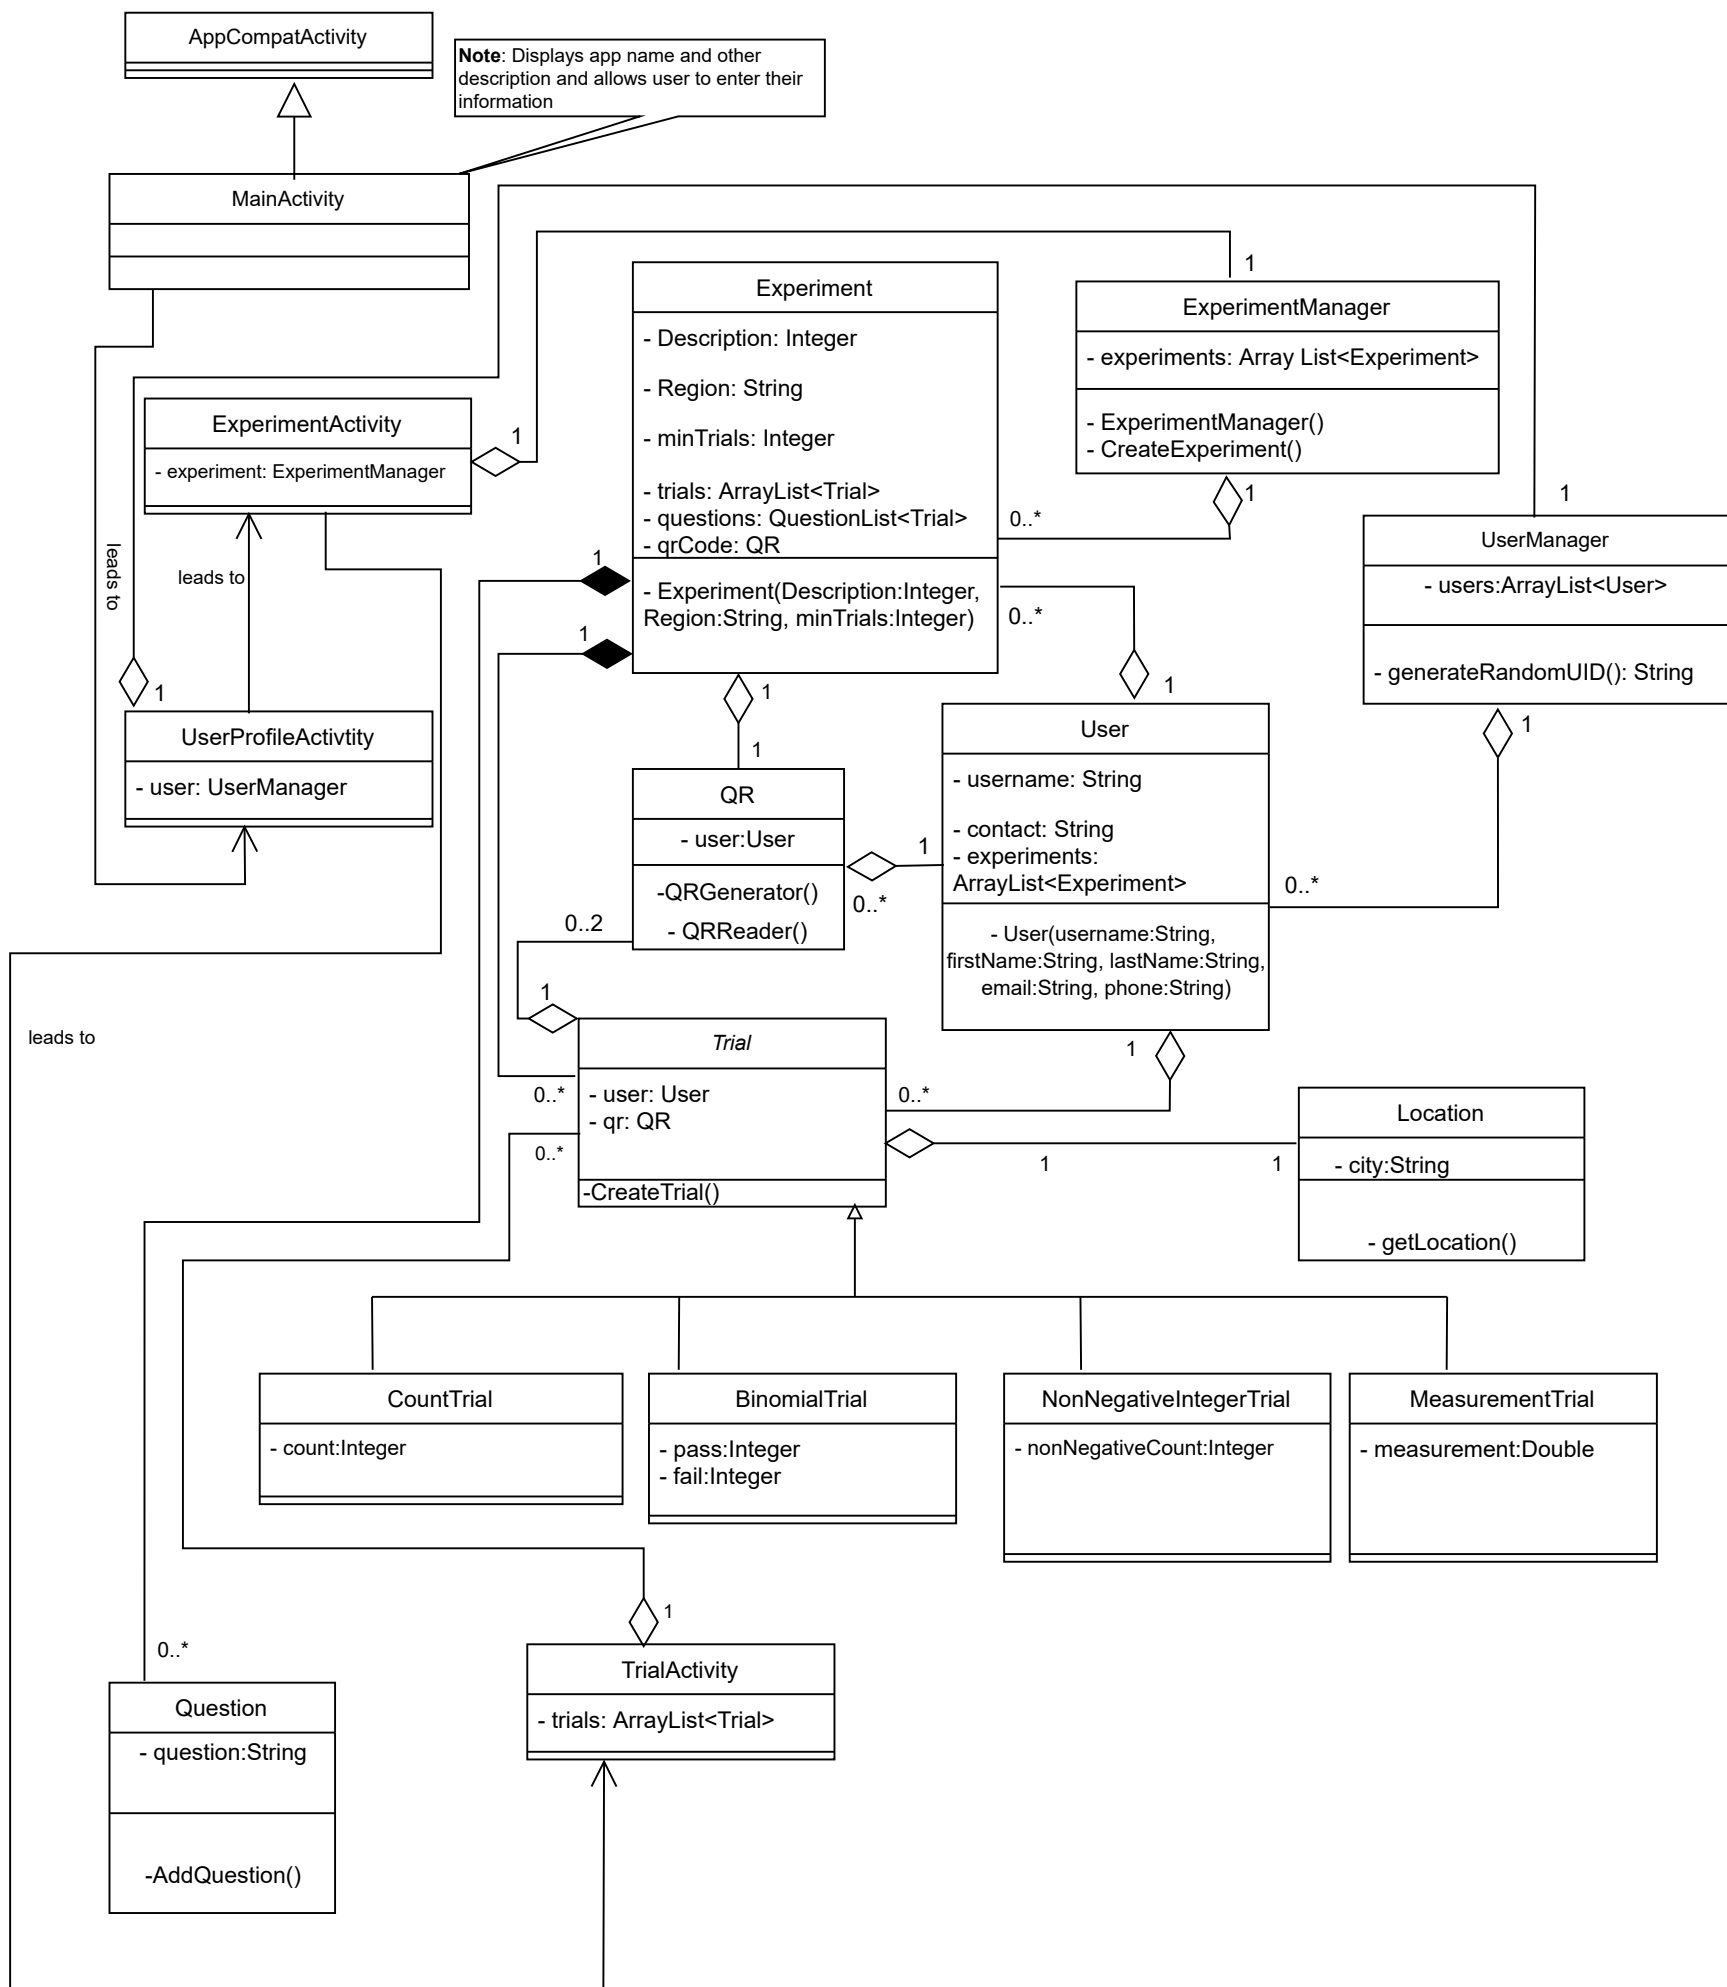 AppCompatActivity
Note: Displays app name and other
description and allows user to enter their
information
MainActivity
Experiment
- Description: Integer
- Region: String
- minTrials: Integer
- trials: ArrayList<Trial>
- questions: QuestionList<Trial>
- qrCode: QR
- Experiment(Description:Integer,
Region:String, minTrials:Integer)
1
ExperimentManager
- experiments: Array List<Experiment>
- ExperimentManager()
- CreateExperiment()
1
0..*
ExperimentActivity
- experiment: ExperimentManager
1
leads to
leads to
1
1
1
UserManager
- users:ArrayList<User>
- generateRandomUID(): String
1
0..*
1
1
UserProfileActivtity
- user: UserManager
1
1
QR
- user:User
-QRGenerator()
- QRReader()
1
0..*
User
- username: String
- contact: String
- experiments:
ArrayList<Experiment>
- User(username:String,
firstName:String, lastName:String,
email:String, phone:String)
0..*
0..2
1
leads to
Trial
- user: User
- qr: QR
-CreateTrial()
0..*
0..*
1
0..*
1
1
Location
- city:String
- getLocation()
CountTrial
- count:Integer
BinomialTrial
- pass:Integer
- fail:Integer
NonNegativeIntegerTrial
- nonNegativeCount:Integer
MeasurementTrial
- measurement:Double
1
0..*
TrialActivity
- trials: ArrayList<Trial>
Question
- question:String
-AddQuestion()